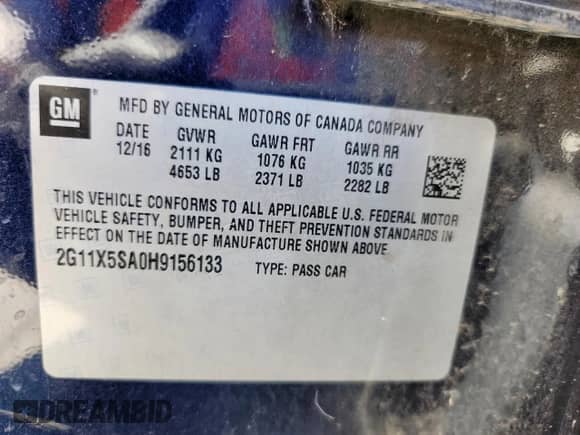 GM ®
MFD BY GENERAL MOTORS OF CANADA COMPANY
DATE GVWR GAWR FRT GAWR RR
12/16 2111 KG 1076 KG 1035 KG
4653 LB 2371 LB 2282 LB
THIS VEHICLE CONFORMS TO ALL APPLICABLE U.S. FEDERAL MOTOR
VEHICLE SAFETY, BUMPER, AND THEFT PREVENTION STANDARDS IN
EFFECT ON THE DATE OF MANUFACTURE SHOWN ABOVE.
2G11X5SA0H9156133 TYPE: PASS CAR
DREAMBID